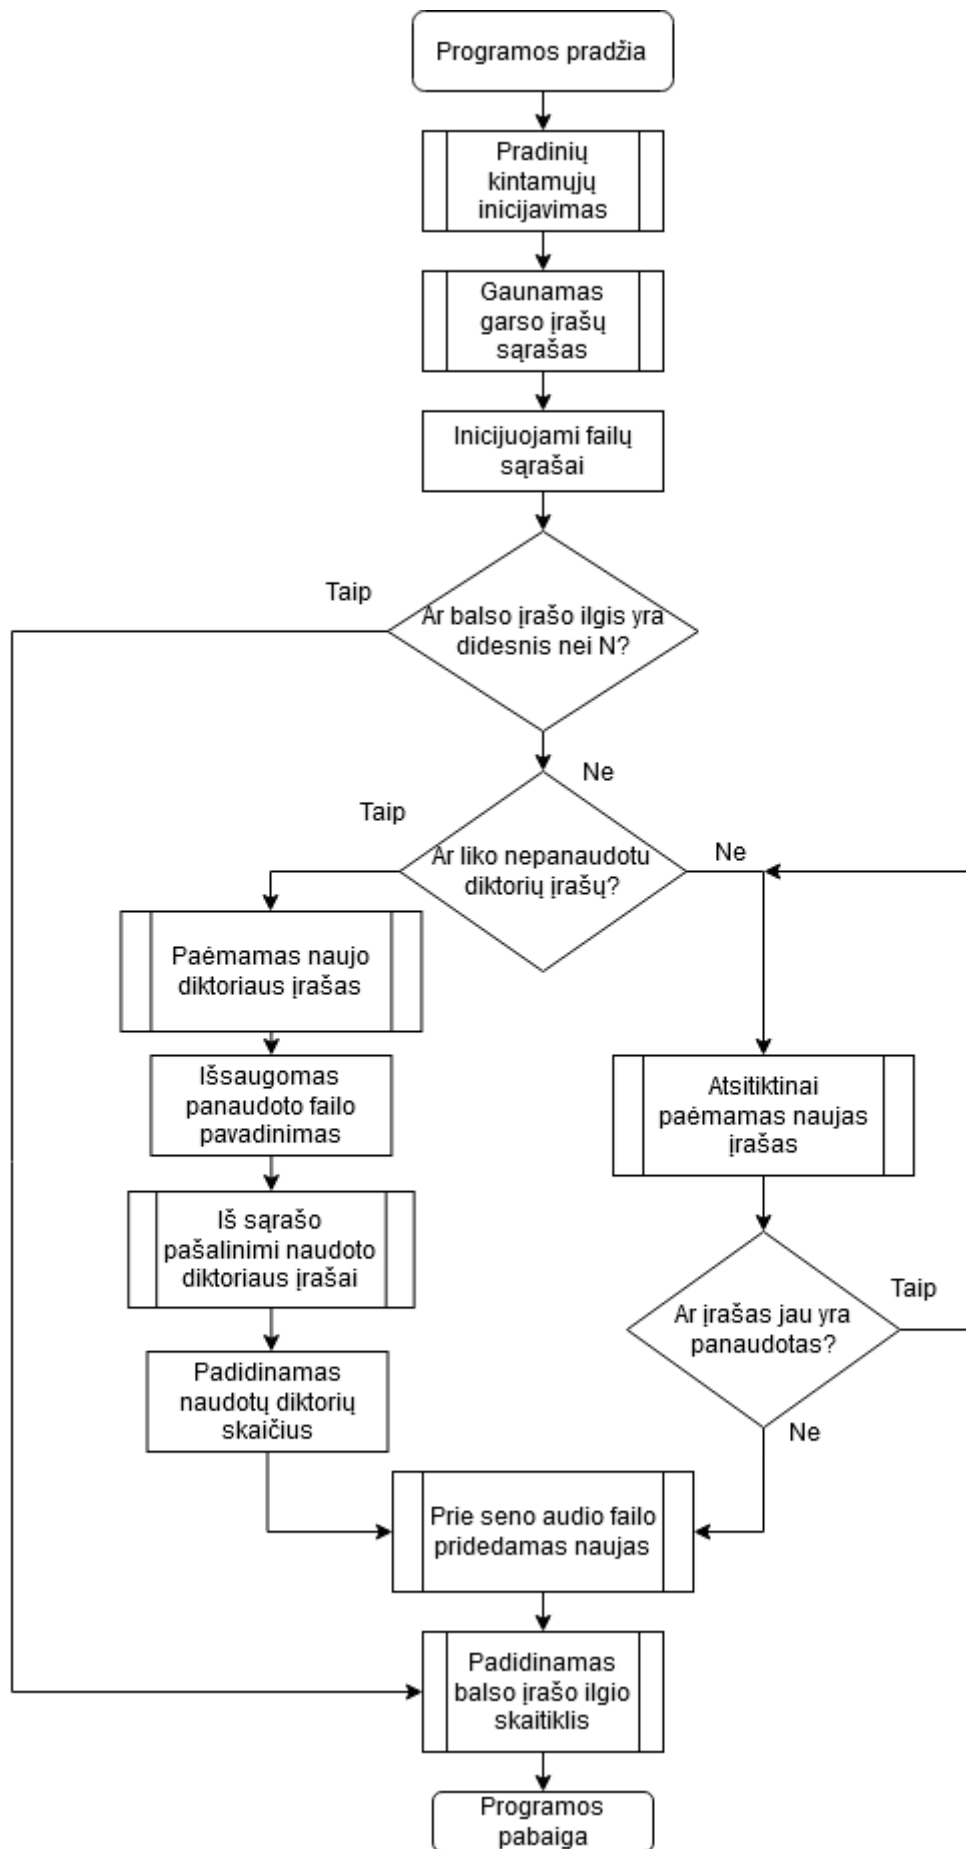 Programos pradžia
Pradinių
kintamųjų
inicijavimas
Gaunamas
garso įrašų
sąrašas
Inicijuojami failų
sąrašai
Taip
Ar balso įrašo ilgis yra
didesnis nei N?
Ne
Taip
Ar liko nepanaudotu
diktorių įrašų?
Ne
Paėmamas naujo
diktoriaus įrašas
Išsaugomas
panaudoto failo
pavadinimas
Atsitiktinai
paėmamas naujas
įrašas
Iš sąrašo
pašalinimi naudoto
diktoriaus įrašai
Taip
Ar įrašas jau yra
panaudotas?
Padidinamas
naudotų diktorių
skaičius
Ne
Prie seno audio failo
pridedamas naujas
Padidinamas
balso įrašo ilgio
skaitiklis
Programos
pabaiga